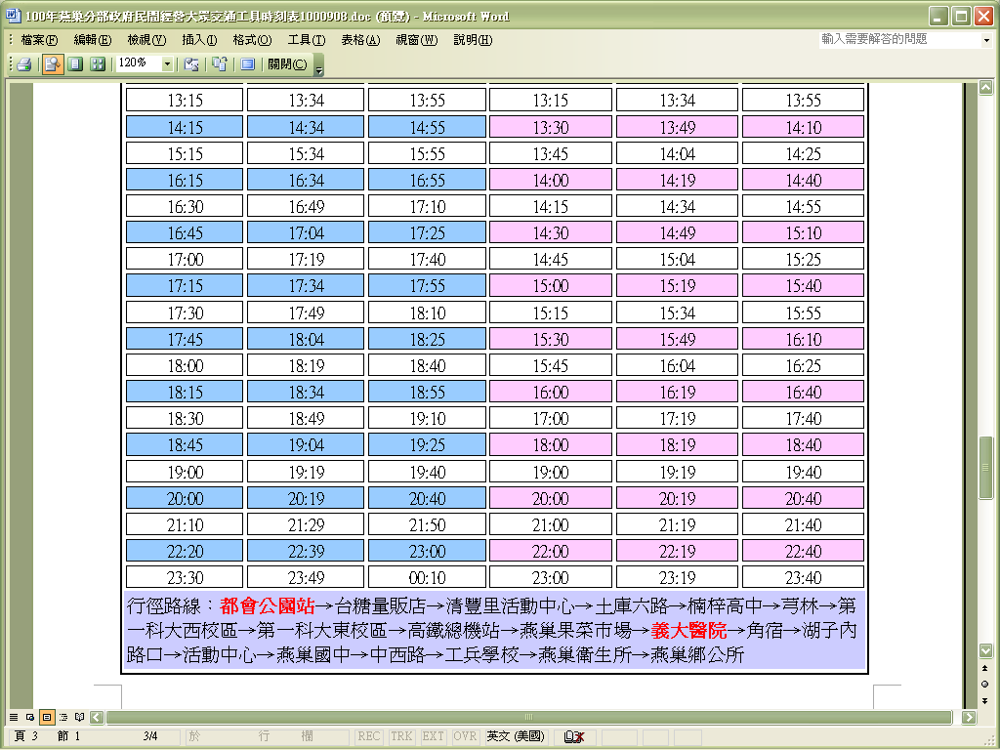 100年燕巢分部政府民間經營大眾交通工具時刻表1000908.doc (預覽) - Microsoft Word
檔案(F) 編輯(E) 檢視(V) 插入(I) 格式(O) 工具(T) 表格(A) 視窗(W) 說明(H) 輸入需要解答的問題
120% 關閉(C)
13:15 13:34 13:55 13:15 13:34 13:55
14:15 14:34 14:55 13:30 13:49 14:10
15:15 15:34 15:55 13:45 14:04 14:25
16:15 16:34 16:55 14:00 14:19 14:40
16:30 16:49 17:10 14:15 14:34 14:55
16:45 17:04 17:25 14:30 14:49 15:10
17:00 17:19 17:40 14:45 15:04 15:25
17:15 17:34 17:55 15:00 15:19 15:40
17:30 17:49 18:10 15:15 15:34 15:55
17:45 18:04 18:25 15:30 15:49 16:10
18:00 18:19 18:40 15:45 16:04 16:25
18:15 18:34 18:55 16:00 16:19 16:40
18:30 18:49 19:10 17:00 17:19 17:40
18:45 19:04 19:25 18:00 18:19 18:40
19:00 19:19 19:40 19:00 19:19 19:40
20:00 20:19 20:40 20:00 20:19 20:40
21:10 21:29 21:50 21:00 21:19 21:40
22:20 22:39 23:00 22:00 22:19 22:40
23:30 23:49 00:10 23:00 23:19 23:40
行徑路線：都會公園站→台糖量販店→清豐里活動中心→土庫六路→楠梓高中→芎林→第
一科大西校區→第一科大東校區→高鐵總機站→燕巢果菜市場→義大醫院→角宿→湖子內
路口→活動中心→燕巢國中→中西路→工兵學校→燕巢衛生所→燕巢鄉公所
頁 3 節 1 3/4 於 行 欄 REC TRK EXT OVR 英文 (美國)